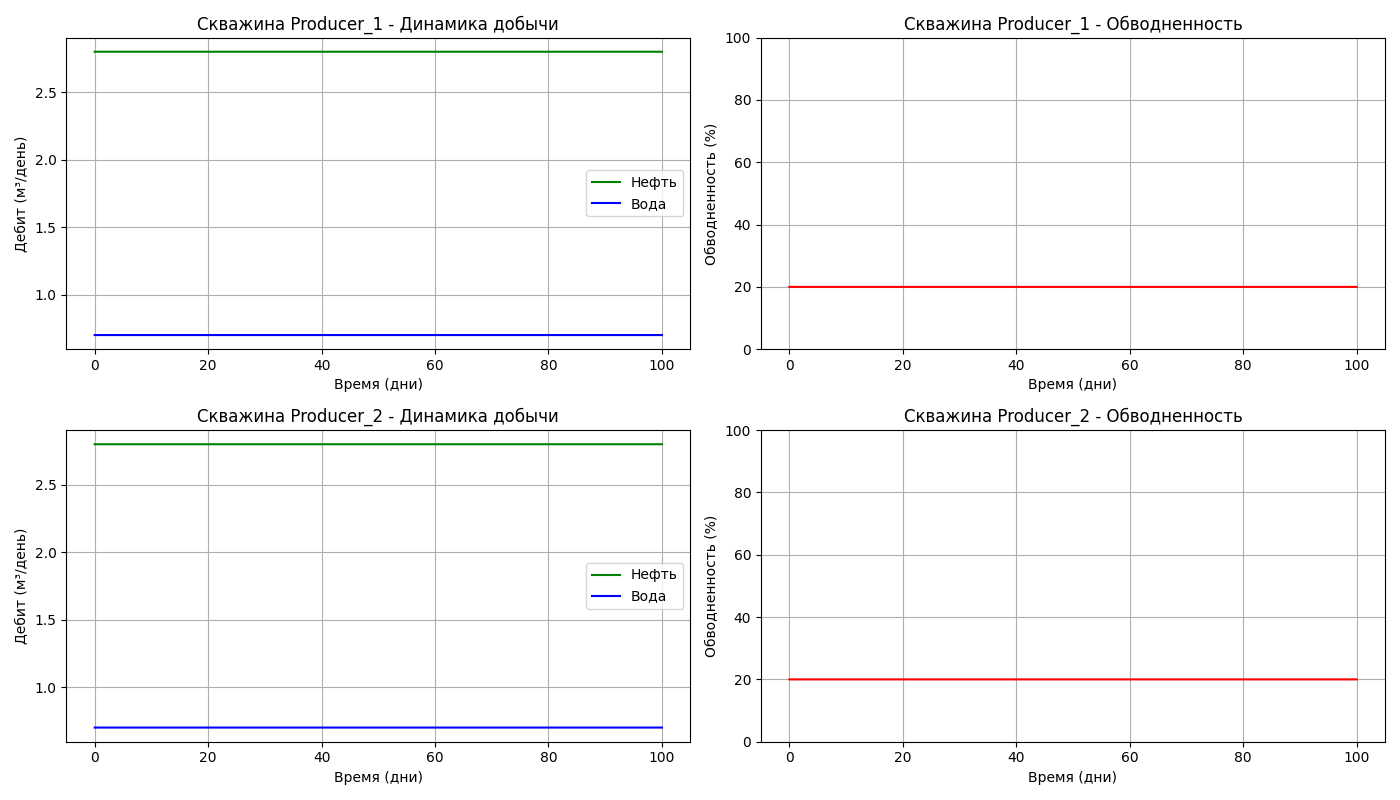 Скважина Producer_1 - Динамика добычи
Дебит (м³/день)
2.5
2.0
1.5
1.0
Нефть
Вода
0 20 40 60 80 100
Время (дни)
Скважина Producer_1 - Обводненность
Обводненность (%)
100
80
60
40
20
0
0 20 40 60 80 100
Время (дни)
Скважина Producer_2 - Динамика добычи
Дебит (м³/день)
2.5
2.0
1.5
1.0
Нефть
Вода
0 20 40 60 80 100
Время (дни)
Скважина Producer_2 - Обводненность
Обводненность (%)
100
80
60
40
20
0
0 20 40 60 80 100
Время (дни)